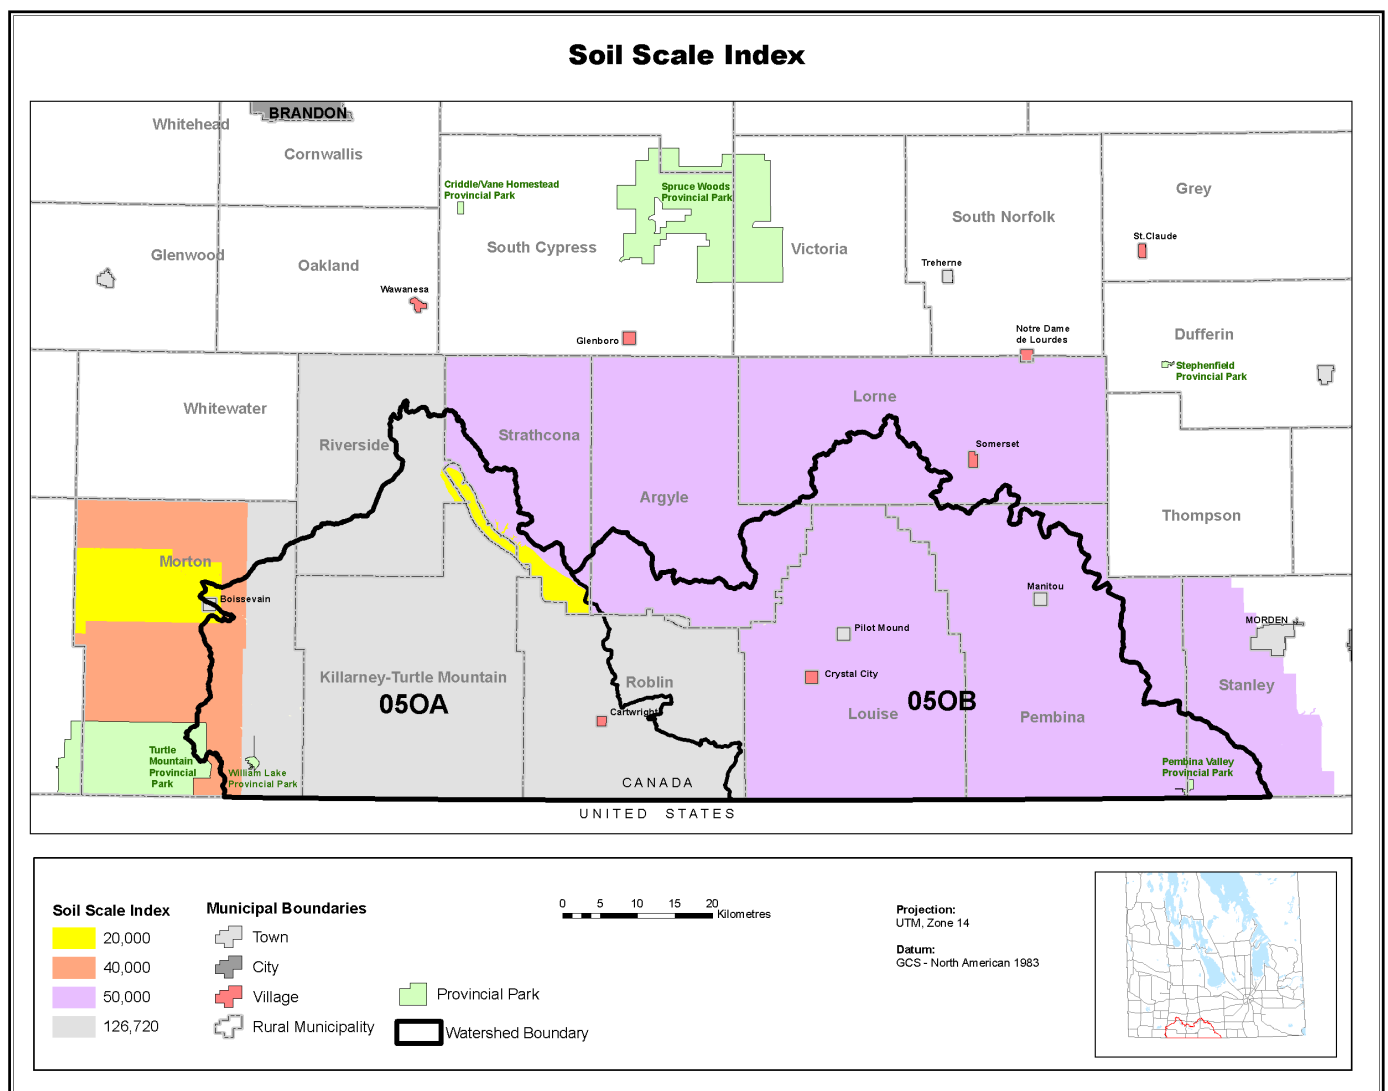 Soil Scale Index
BRANDON
Whitehead
Cornwallis
Criddle/Vane Homestead
Provincial Park
Spruce Woods
Provincial Park
Grey
South Norfolk
St.Claude
South Cypress
Victoria
Glenwood
Oakland
Treherne
Wawanesa
Glenboro
Notre Dame
de Lourdes
Dufferin
Stephenfield
Provincial Park
Whitewater
Lorne
Riverside
Strathcona
Somerset
Argyle
Thompson
Morton
Boissevain
Manitou
Pilot Mound
MORDEN
Crystal City
Killarney-Turtle Mountain
Roblin
Stanley
05OA
05OB
Cartwright
Louise
Pembina
Turtle
Mountain
Provincial
Park
William Lake
Provincial Park
Pembina Valley
Provincial Park
CANADA
UNITED STATES
Soil Scale Index
20,000
40,000
50,000
126,720
Municipal Boundaries
Town
City
Village
Rural Municipality
Provincial Park
Watershed Boundary
0 5 10 15 20
Kilometres
Projection:
UTM, Zone 14
Datum:
GCS - North American 1983